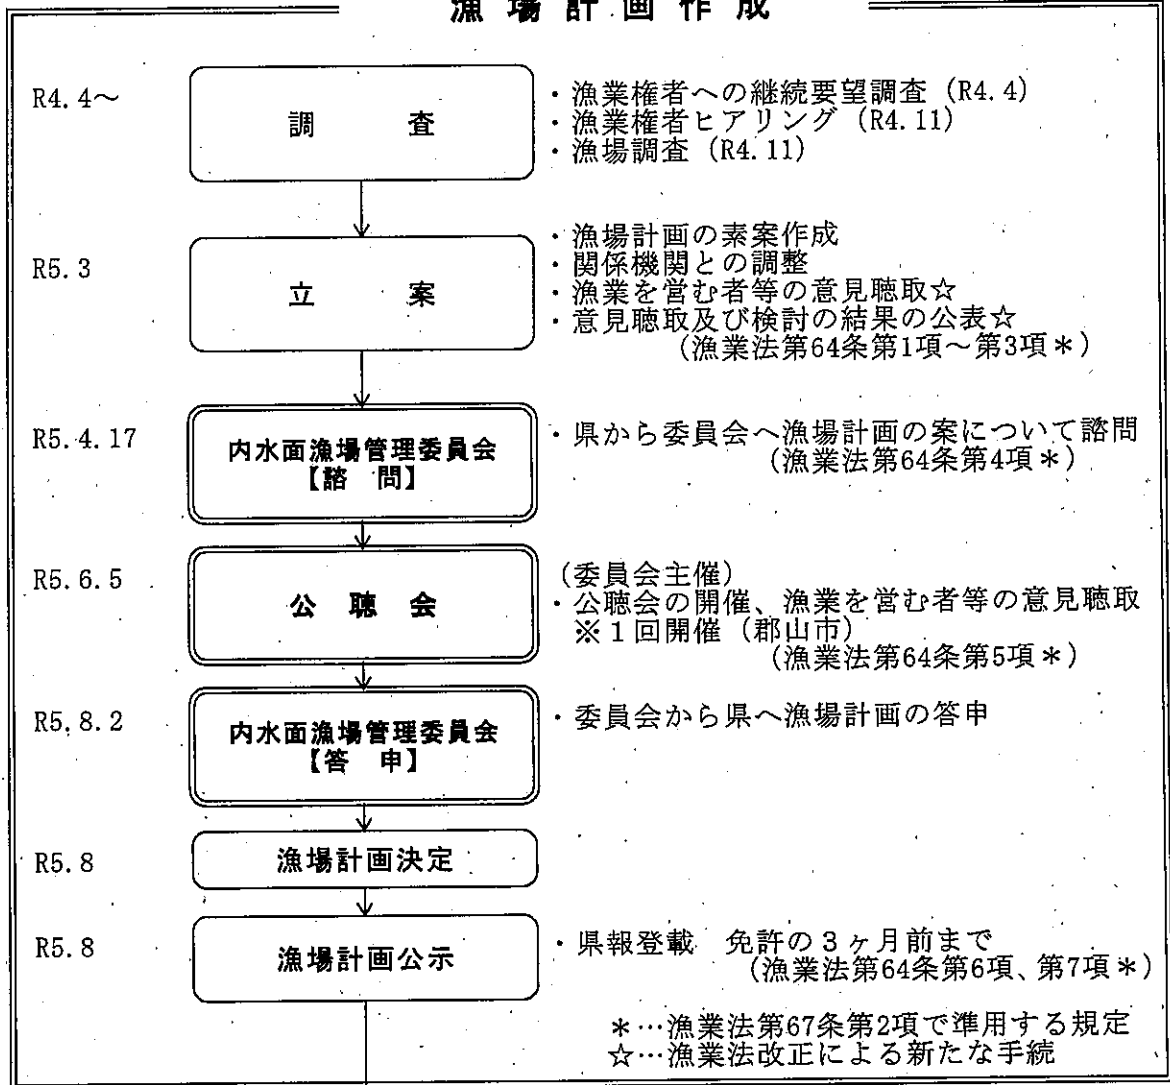 漁場計画作成
R4.4～
調査
・漁業権者への継続要望調査（R4.4）
・漁業権者ヒアリング（R4.11）
・漁場調査（R4.11）
R5.3
立案
・漁場計画の素案作成
・関係機関との調整
・漁業を営む者等の意見聴取☆
・意見聴取及び検討の結果の公表☆
（漁業法第64条第1項～第3項＊）
R5.4.17
内水面漁場管理委員会
【諮問】
・県から委員会へ漁場計画の案について諮問
（漁業法第64条第4項＊）
R5.6.5
公聴会
（委員会主催）
・公聴会の開催、漁業を営む者等の意見聴取
※１回開催（郡山市）
（漁業法第64条第5項＊）
R5.8.2
内水面漁場管理委員会
【答申】
・委員会から県へ漁場計画の答申
R5.8
漁場計画決定
R5.8
漁場計画公示
・県報登載　免許の３ヶ月前まで
（漁業法第64条第6項、第7項＊）
＊…漁業法第67条第2項で準用する規定
☆…漁業法改正による新たな手続